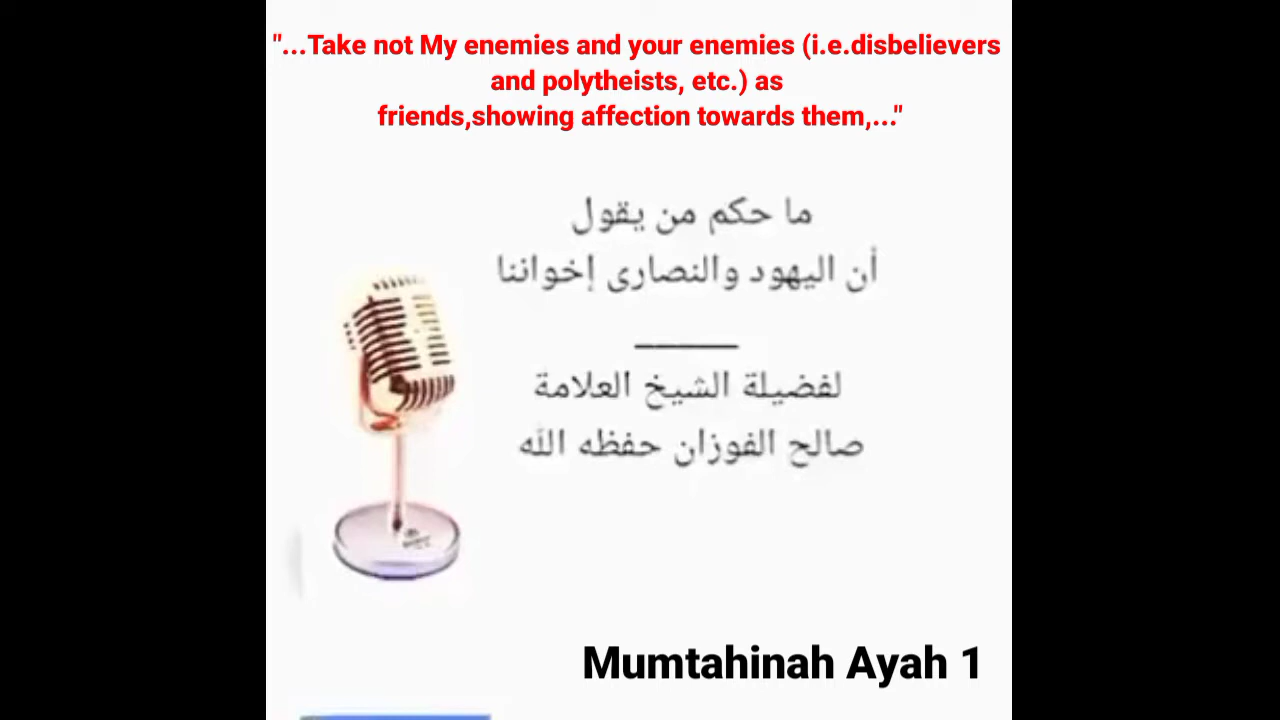 "...Take not My enemies and your enemies (i.e.disbelievers
and polytheists, etc.) as
friends,showing affection towards them,..."
ما حكم من يقول
أن اليهود والنصارى إخواننا
لفضيلة الشيخ العلامة
صالح الفوزان حفظه الله
Mumtahinah Ayah 1